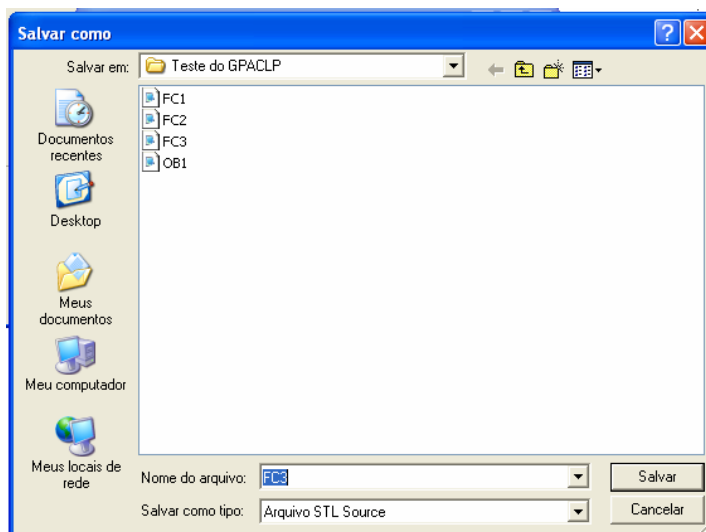 Salvar como
Salvar em: Teste do GPACLP
FC1
FC2
FC3
OB1
Documentos
recentes
Desktop
Meus
documentos
Meu computador
Meus locais de
rede
Nome do arquivo: FC3 Salvar
Salvar como tipo: Arquivo STL Source Cancelar